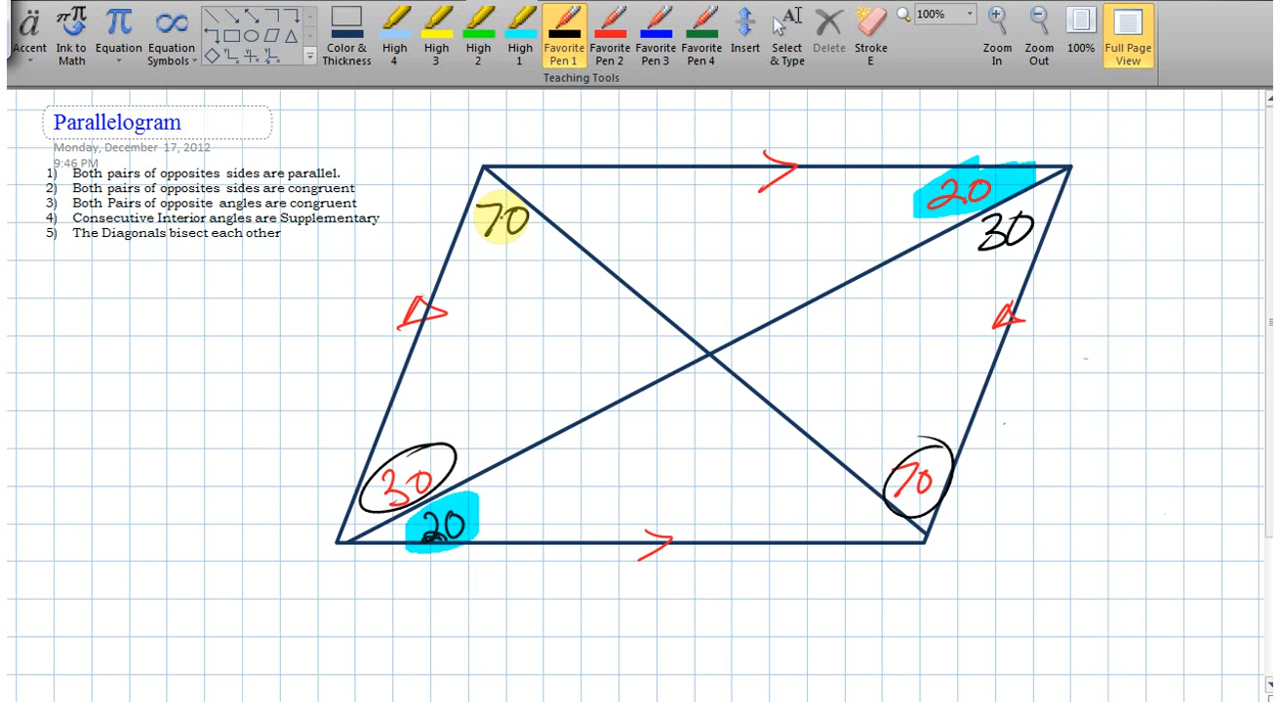 ä π 100%
Accent Ink to Math Equation Equation Symbols Color & Thickness High 4 High 3 High 2 High 1 Favorite Pen 1 Favorite Pen 2 Favorite Pen 3 Favorite Pen 4 Insert Select & Type Delete Stroke E Zoom In Zoom Out 100% Full Page View
Teaching Tools
Parallelogram
Monday, December 17, 2012
9:46 PM
1) Both pairs of opposites sides are parallel.
2) Both pairs of opposites sides are congruent
3) Both Pairs of opposite angles are congruent
4) Consecutive Interior angles are Supplementary
5) The Diagonals bisect each other
70 20
30
30 70
20